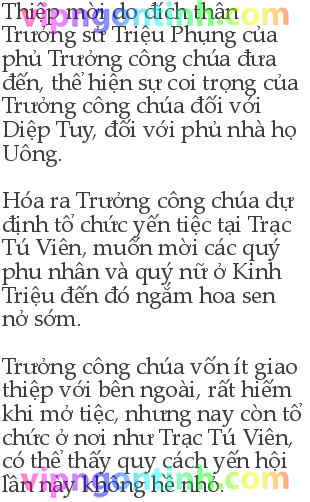 Thiệp mời do đích thân
Trưởng sử Triệu Phụng của
phủ Trưởng công chúa đưa
đến, thể hiện sự coi trọng của
Trưởng công chúa đối với
Diệp Tuy, đối với phủ nhà họ
Uông.
Hóa ra Trưởng công chúa dự
định tổ chức yến tiệc tại Trạc
Tú Viên, muốn mời các quý
phu nhân và quý nữ ở Kinh
Triệu đến đó ngắm hoa sen
nở sớm.
Trưởng công chúa vốn ít giao
thiệp với bên ngoài, rất hiếm
khi mở tiệc, nhưng nay còn tổ
chức ở nơi như Trạc Tú Viên,
có thể thấy quy cách yến hội
lần này không hề nhỏ.
vipngontinh.com
vipngontinh.com